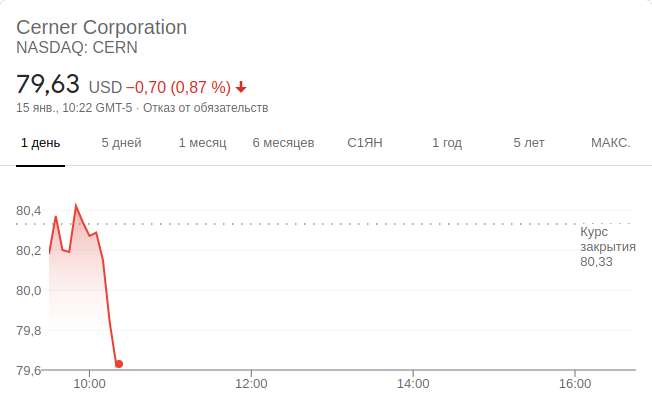 Cerner Corporation
NASDAQ: CERN
79,63 USD −0,70 (0,87 %)
15 янв., 10:22 GMT-5 · Отказ от обязательств
1 день 5 дней 1 месяц 6 месяцев С1ЯН 1 год 5 лет МАКС.
80,4
Курс
закрытия
80,33
80,2
80,0
79,8
79,6
10:00 12:00 14:00 16:00